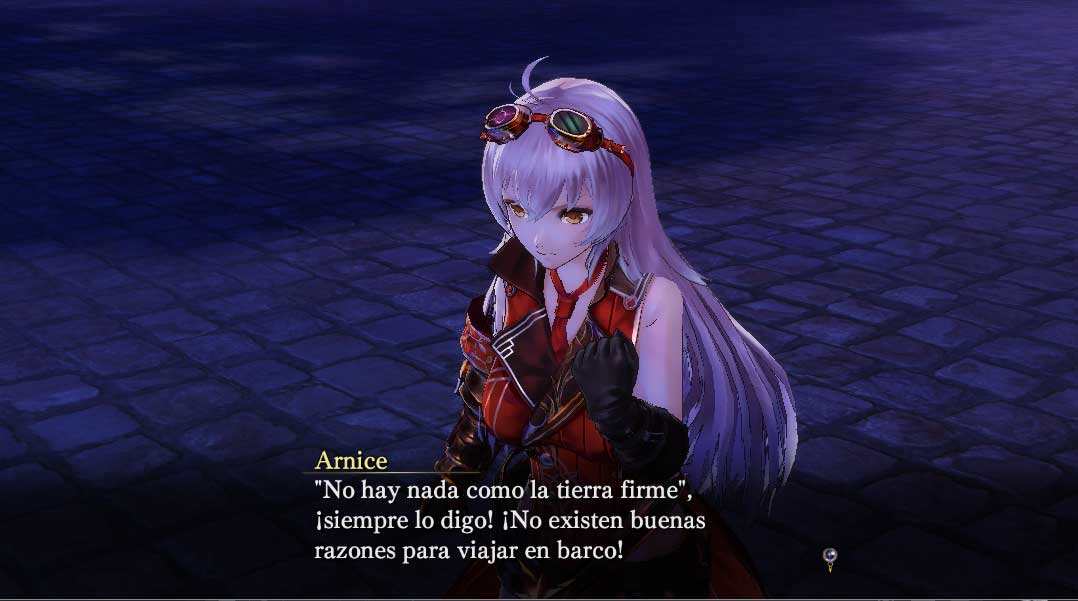 Arnice
"No hay nada como la tierra firme",
¡siempre lo digo! ¡No existen buenas
razones para viajar en barco!